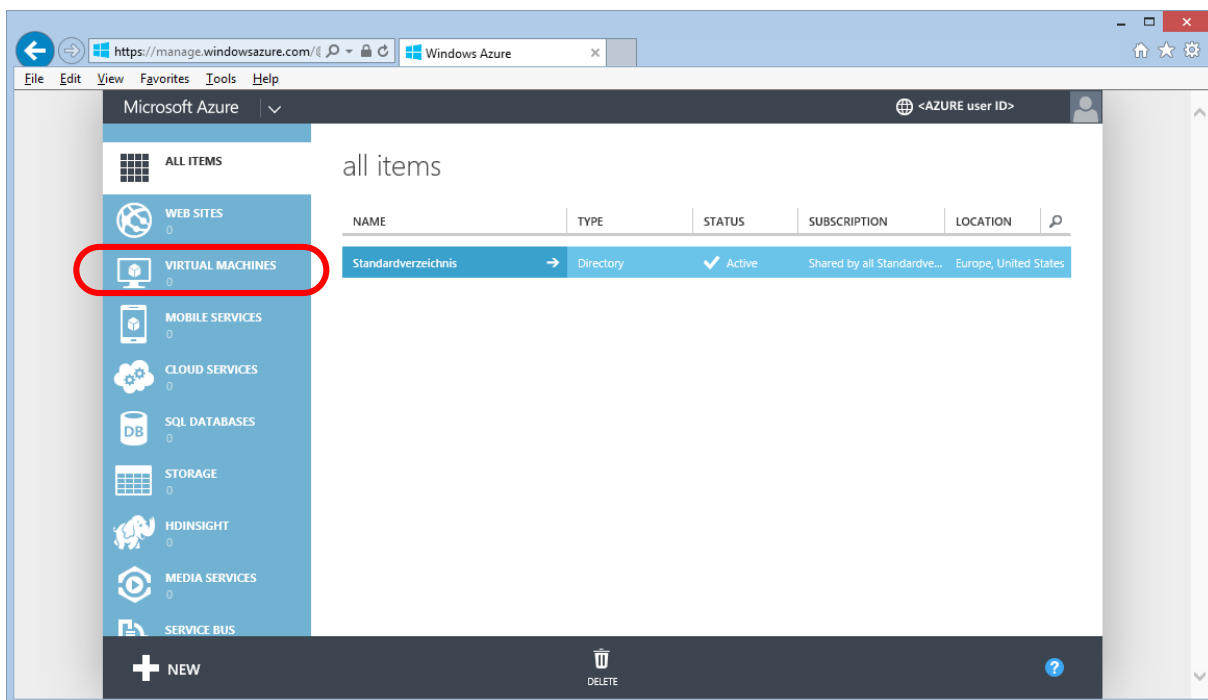 https://manage.windowsazure.com/
Windows Azure
File Edit View Favorites Tools Help
Microsoft Azure
<AZURE user ID>
ALL ITEMS
all items
WEB SITES
0
NAME TYPE STATUS SUBSCRIPTION LOCATION
VIRTUAL MACHINES
0
Standardverzeichnis Directory Active Shared by all Standardve... Europe, United States
MOBILE SERVICES
0
CLOUD SERVICES
0
DB
SQL DATABASES
0
STORAGE
0
HDINSIGHT
0
MEDIA SERVICES
0
SERVICE BUS
NEW
DELETE
?